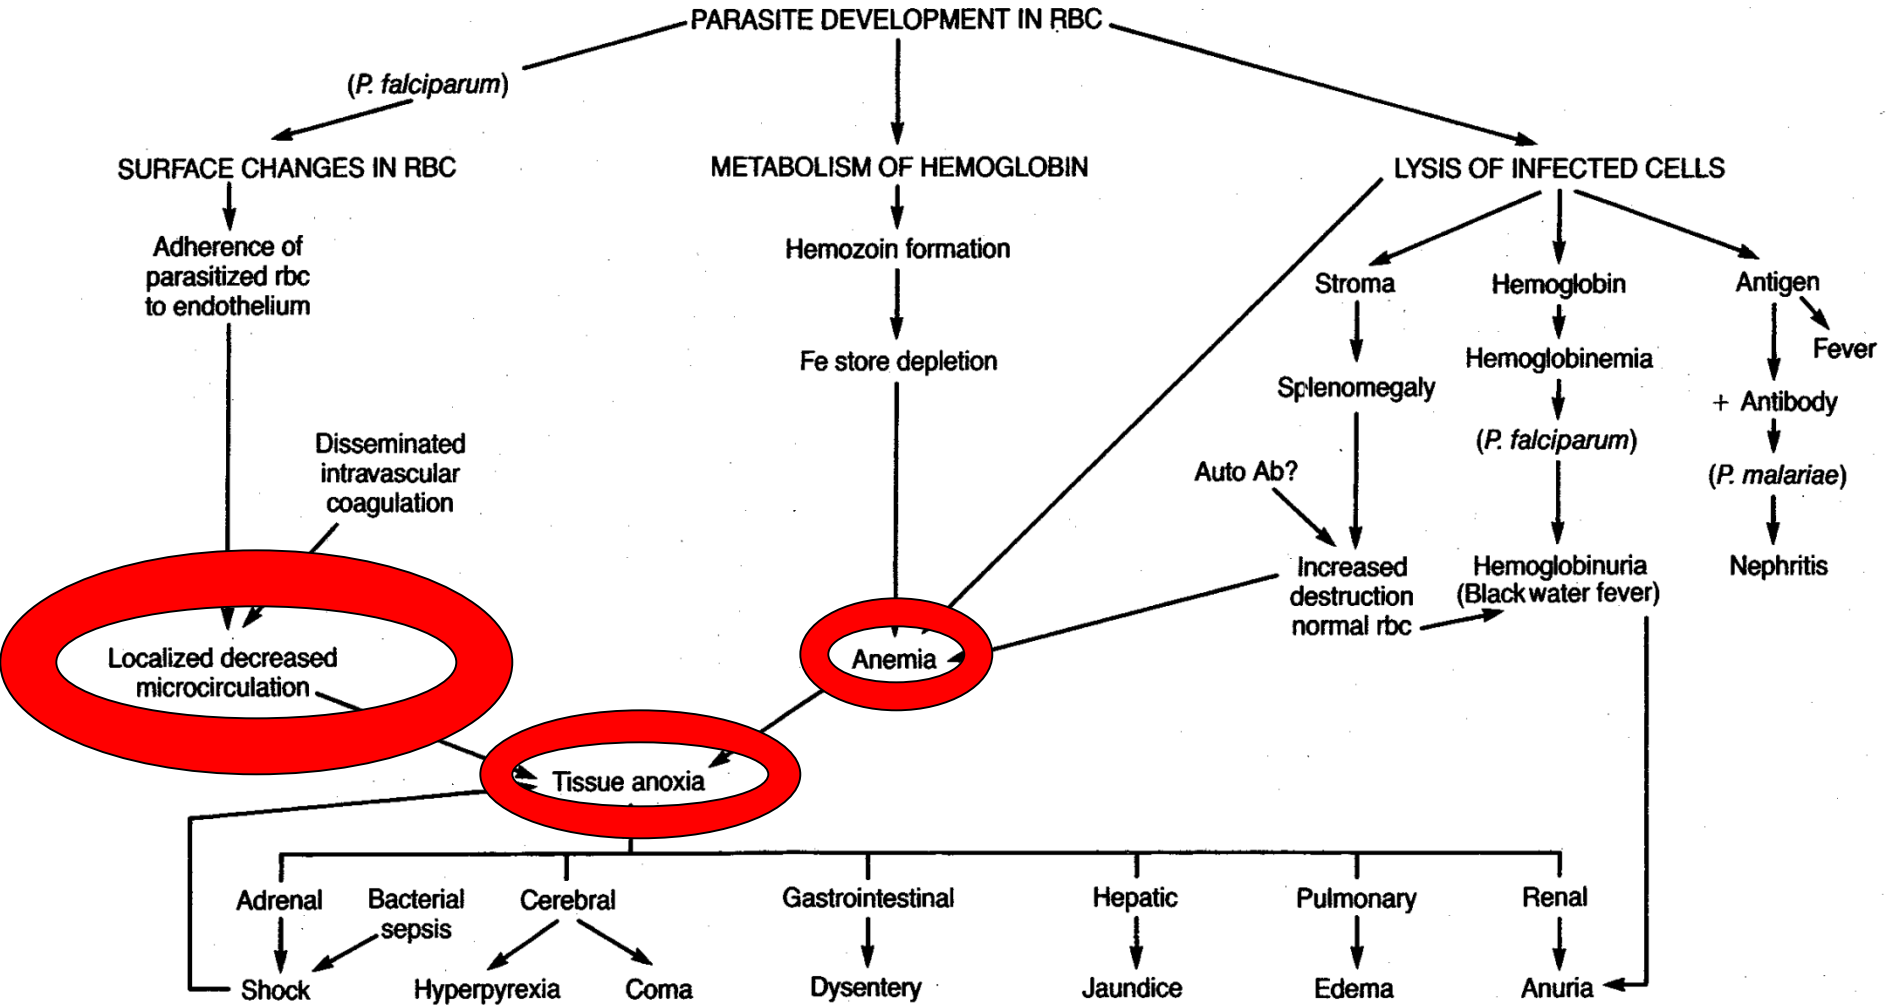 PARASITE DEVELOPMENT IN RBC
(P. falciparum)
SURFACE CHANGES IN RBC
METABOLISM OF HEMOGLOBIN
LYSIS OF INFECTED CELLS
Adherence of
parasitized rbc
to endothelium
Hemozoin formation
Fe store depletion
Stroma
Hemoglobin
Antigen
Fever
Splenomegaly
Hemoglobinemia
+ Antibody
(P. falciparum)
(P. malariae)
Auto Ab?
Disseminated
intravascular
coagulation
Increased
destruction
normal rbc
Hemoglobinuria
(Black water fever)
Nephritis
Localized decreased
microcirculation
Anemia
Tissue anoxia
Adrenal
Bacterial
sepsis
Cerebral
Gastrointestinal
Hepatic
Pulmonary
Renal
Shock
Hyperpyrexia
Coma
Dysentery
Jaundice
Edema
Anuria